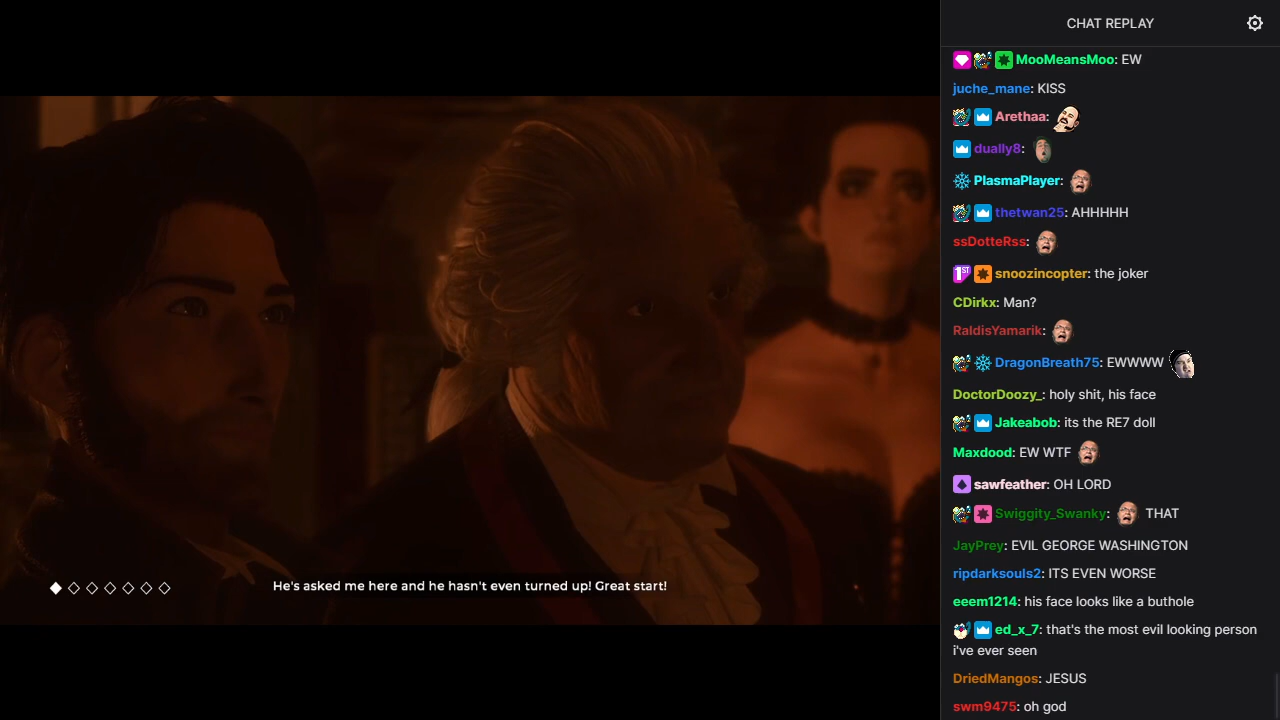 CHAT REPLAY
MooMeansMoo: EW
juche_mane: KISS
Arethaa:
dually8:
PlasmaPlayer:
thetwan25: AHHHHH
ssDotteRss:
1ST snoozincopter: the joker
CDirkx: Man?
RaldisYamarik:
DragonBreath75: EWWWW
DoctorDoozy_: holy shit, his face
Jakeabob: its the RE7 doll
Maxdood: EW WTF
sawfeather: OH LORD
Swiggity_Swanky: THAT
JayPrey: EVIL GEORGE WASHINGTON
ripdarksouls2: ITS EVEN WORSE
eeem1214: his face looks like a buthole
ed_x_7: that's the most evil looking person
i've ever seen
DriedMangos: JESUS
swm9475: oh god
He's asked me here and he hasn't even turned up! Great start!